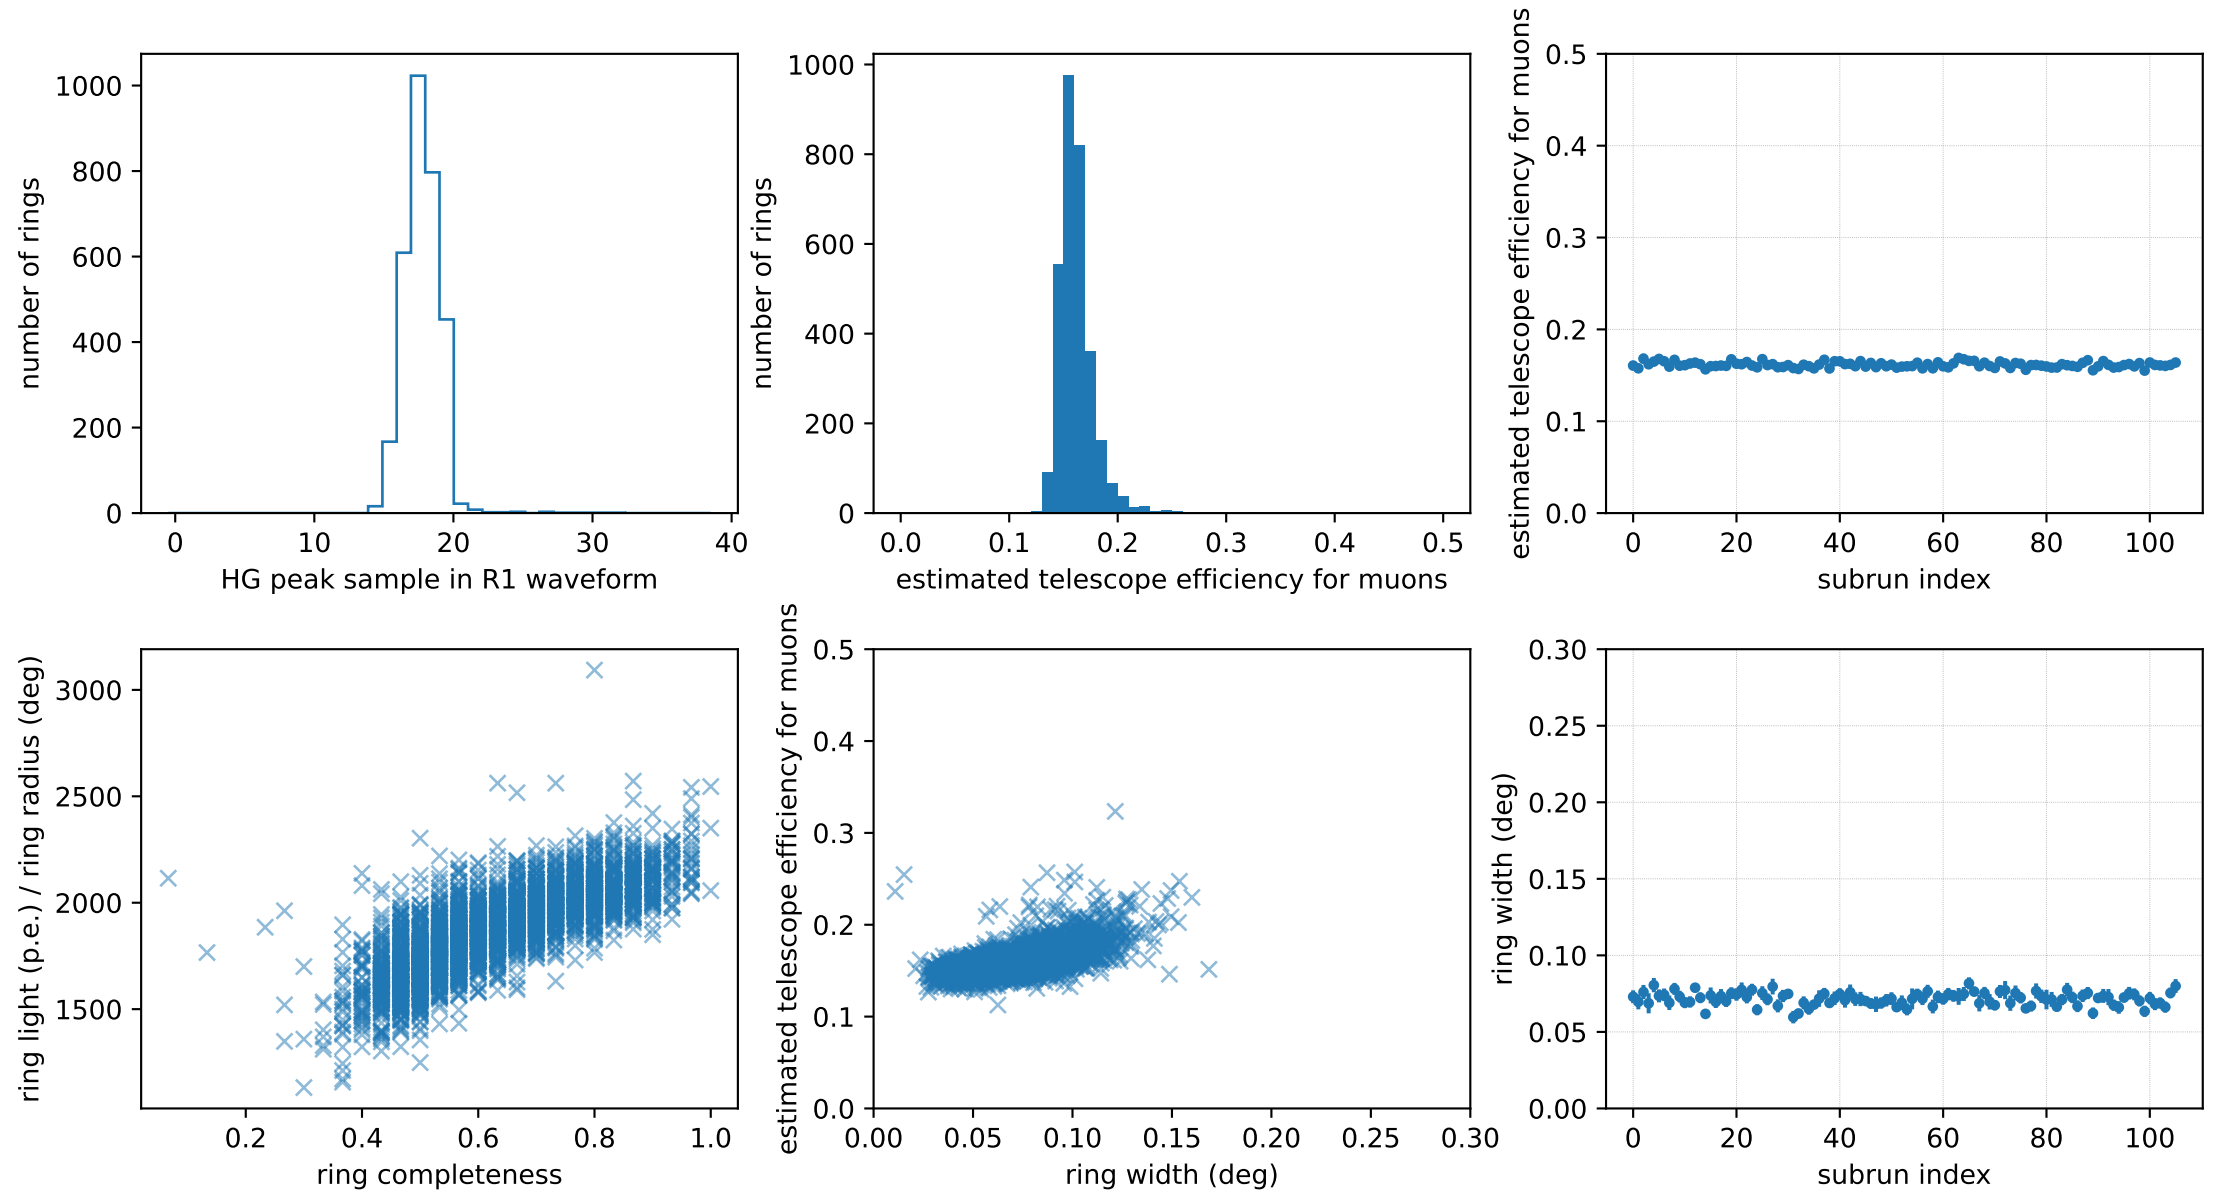 1000
800
600
400
200
0
number of rings
0 10 20 30 40
HG peak sample in R1 waveform
1000
800
600
400
200
0
number of rings
0.0 0.1 0.2 0.3 0.4 0.5
estimated telescope efficiency for muons
0.5
0.4
0.3
0.2
0.1
0.0
estimated telescope efficiency for muons
0 20 40 60 80 100
subrun index
3000
2500
2000
1500
ring light (p.e.) / ring radius (deg)
0.2 0.4 0.6 0.8 1.0
ring completeness
0.5
0.4
0.3
0.2
0.1
0.0
estimated telescope efficiency for muons
0.00 0.05 0.10 0.15 0.20 0.25 0.30
ring width (deg)
0.30
0.25
0.20
0.15
0.10
0.05
0.00
ring width (deg)
0 20 40 60 80 100
subrun index